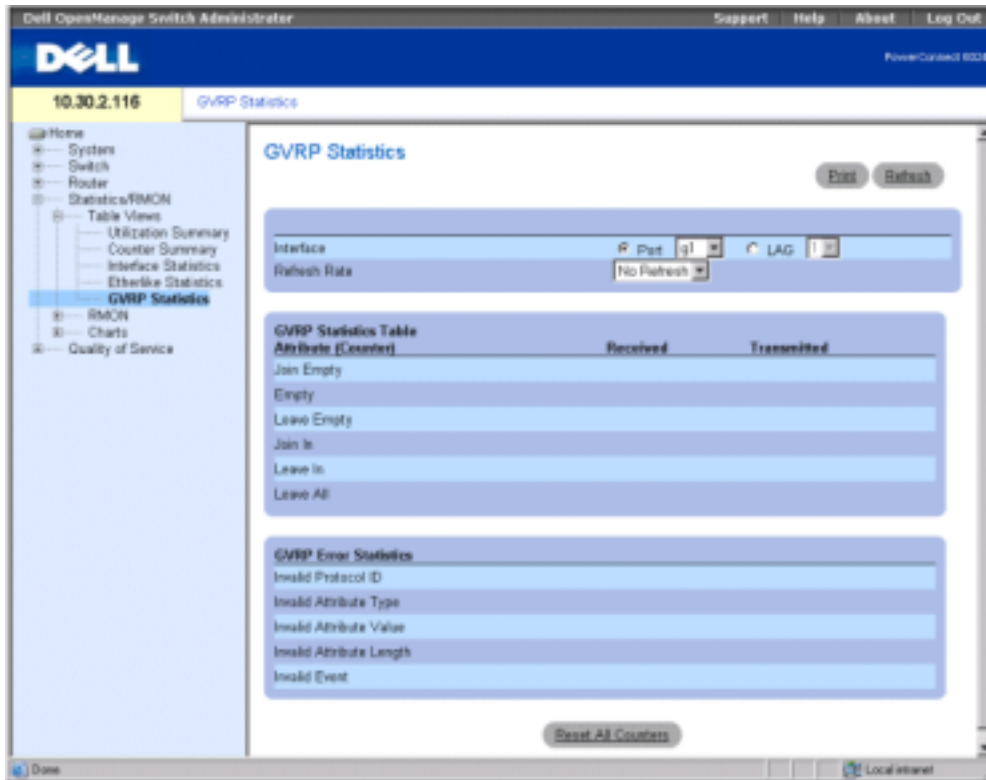 Dell OpenManage Switch Administrator Support Help About Log Out
DELL
PowerConnect
10.30.2.116 GVRP Statistics
Home
System
Switch
Router
Statistics/RMON
Table Views
Utilization Summary
Counter Summary
Interface Statistics
Etherlike Statistics
GVRP Statistics
RMON
Charts
Quality of Service
GVRP Statistics
Print Refresh
Interface Port g1 LAG 1
Refresh Rate No Refresh
GVRP Statistics Table
Attribute (Counter) Received Transmitted
Join Empty
Empty
Leave Empty
Join In
Leave In
Leave All
GVRP Error Statistics
Invalid Protocol ID
Invalid Attribute Type
Invalid Attribute Value
Invalid Attribute Length
Invalid Event
Reset All Counters
Done Local intranet